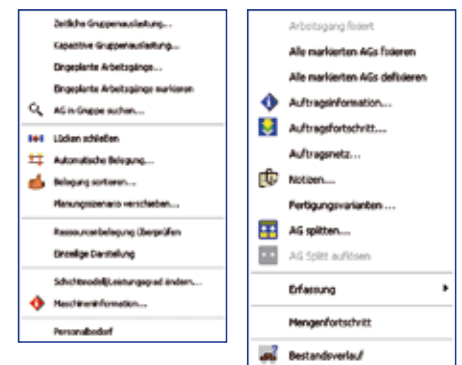 Zeitliche Gruppenauslastung...
Kapazitive Gruppenauslastung...
Eingeplante Arbeitsgänge...
Eingeplante Arbeitsgänge markieren
AG in Gruppe suchen...
Lücken schließen
Automatische Belegung...
Belegung sortieren...
Planungsszenario verschieben...
Ressourcenbelegung Überprüfen
Einzeilige Darstellung
Schichtmodell/Leistungsgrad ändern...
Maschineninformation...
Personalbedarf
Arbeitsgang fixiert
Alle markierten AGs fixieren
Alle markierten AGs defixieren
Auftragsinformation...
Auftragsfortschritt...
Auftragsnetz...
Notizen...
Fertigungsvarianten ...
AG splitten...
AG Splitt auflösen
Erfassung
Mengenfortschritt
Bestandsverlauf